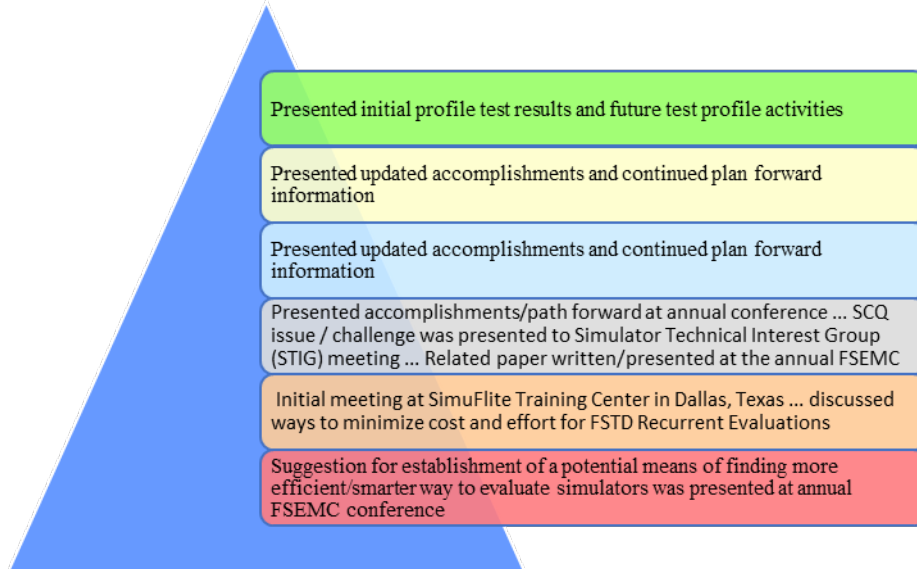 Presented initial profile test results and future test profile activities
Presented updated accomplishments and continued plan forward
information
Presented updated accomplishments and continued plan forward
information
Presented accomplishments/path forward at annual conference ... SCQ
issue / challenge was presented to Simulator Technical Interest Group
(STIG) meeting ... Related paper written/presented at the annual FSEMC
Initial meeting at SimuFlite Training Center in Dallas, Texas ... discussed
ways to minimize cost and effort for FSTD Recurrent Evaluations
Suggestion for establishment of a potential means of finding more
efficient/smarter way to evaluate simulators was presented at annual
FSEMC conference